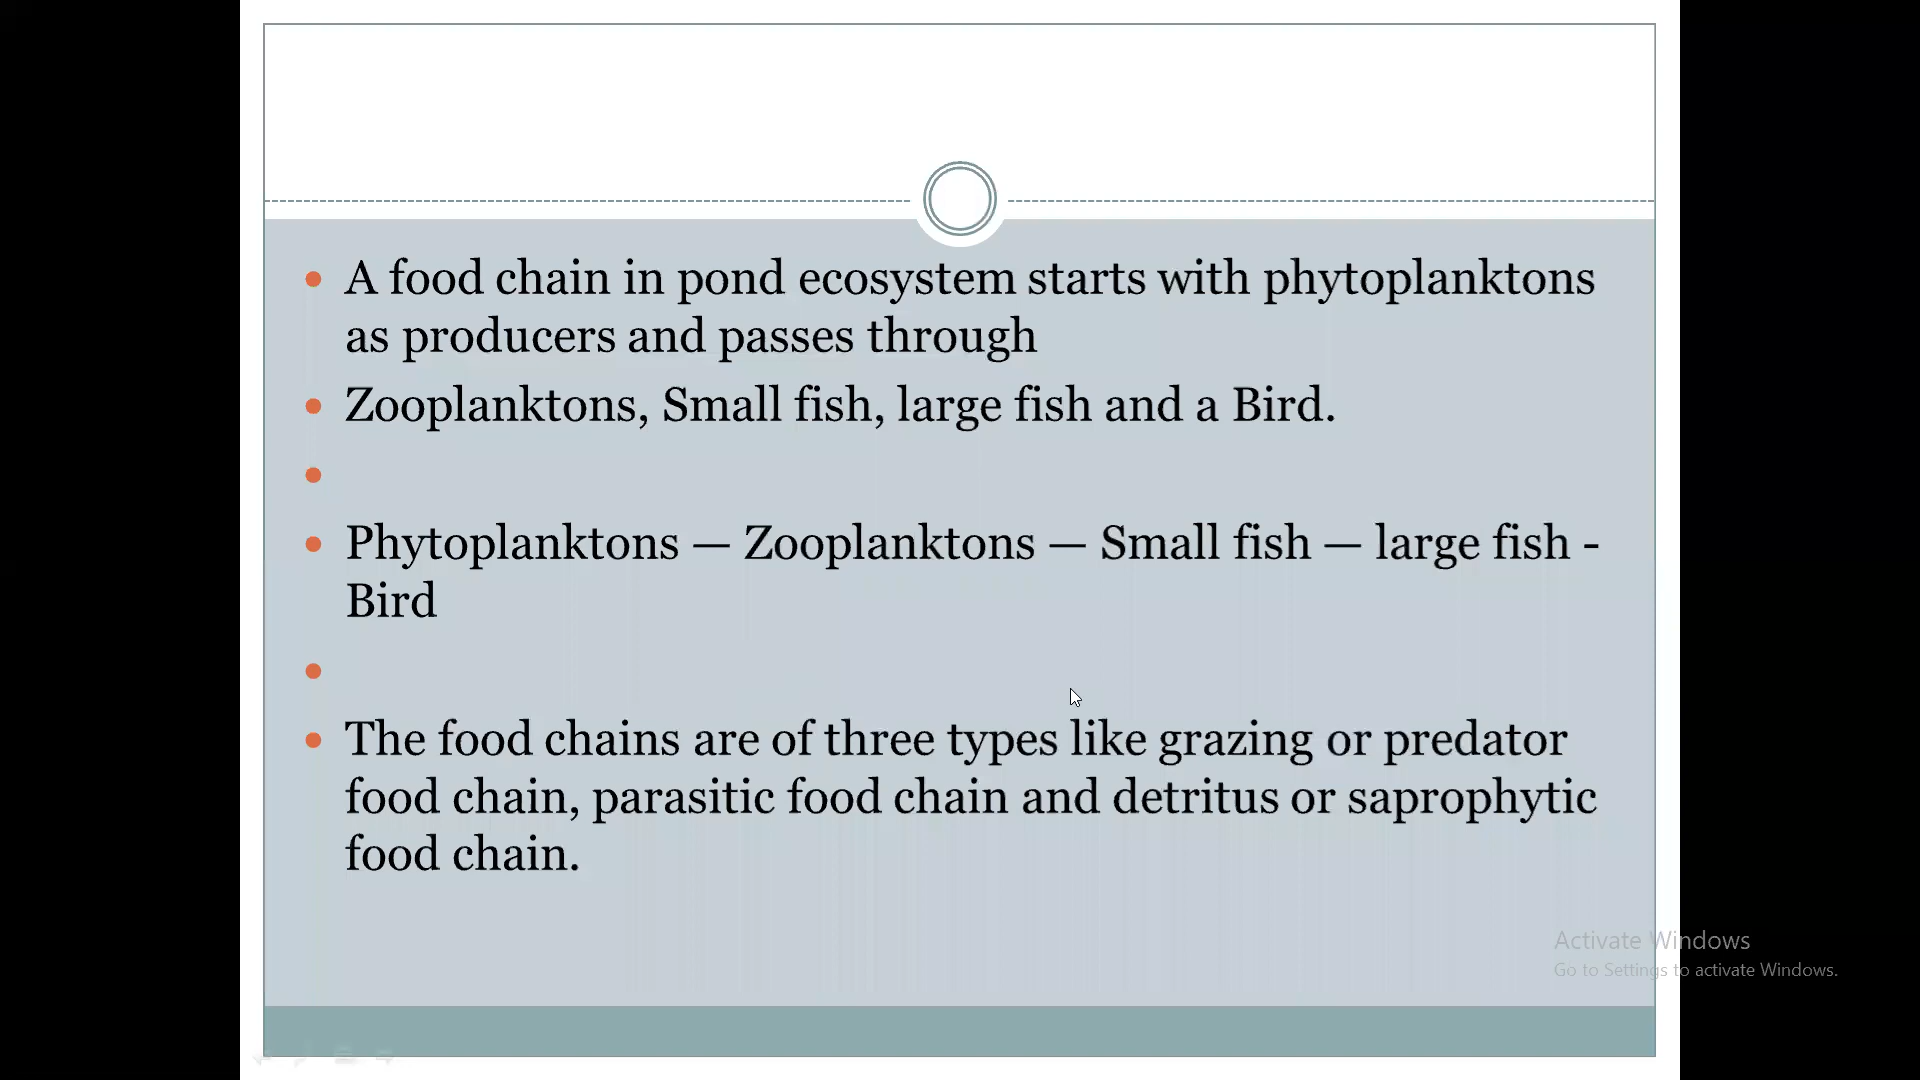 A food chain in pond ecosystem starts with phytoplanktons
as producers and passes through
Zooplanktons, Small fish, large fish and a Bird.
Phytoplanktons — Zooplanktons — Small fish — large fish -
Bird
The food chains are of three types like grazing or predator
food chain, parasitic food chain and detritus or saprophytic
food chain.
Activate Windows
Go to Settings to activate Windows.